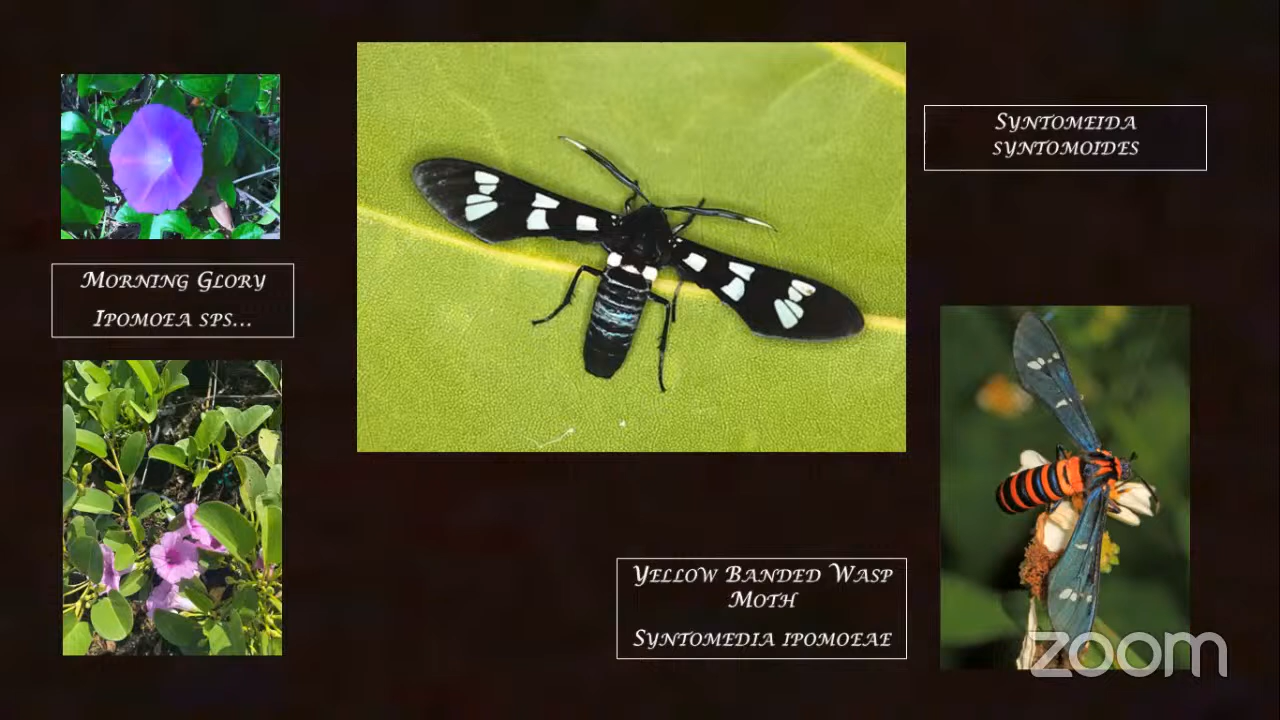 Morning Glory
Ipomoea sps...
Syntomeida
syntomoides
Yellow Banded Wasp
Moth
Syntomedia ipomoeae
zoom